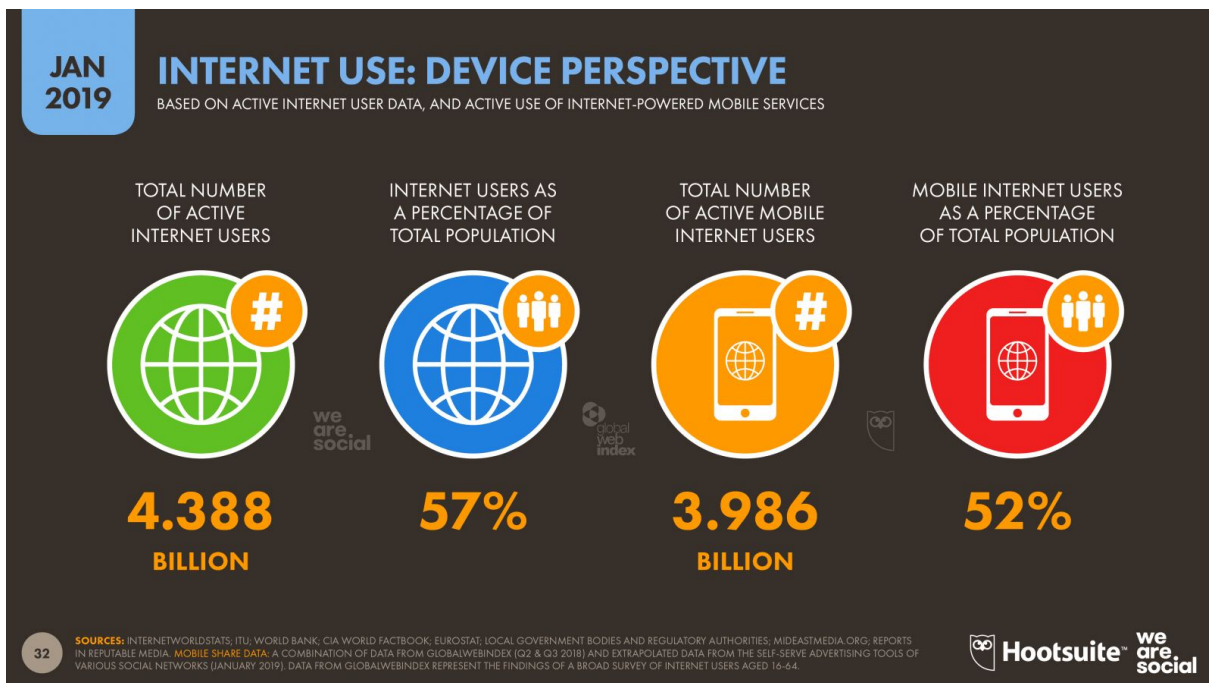 JAN
2019
INTERNET USE: DEVICE PERSPECTIVE
BASED ON ACTIVE INTERNET USER DATA, AND ACTIVE USE OF INTERNET-POWERED MOBILE SERVICES
TOTAL NUMBER
OF ACTIVE
INTERNET USERS
#
4.388
BILLION
INTERNET USERS AS
A PERCENTAGE OF
TOTAL POPULATION
57%
TOTAL NUMBER
OF ACTIVE MOBILE
INTERNET USERS
#
3.986
BILLION
MOBILE INTERNET USERS
AS A PERCENTAGE
OF TOTAL POPULATION
52%
we
are.
social
global
web
index
32
SOURCES: INTERNETWORLDSTATS; ITU; WORLD BANK; CIA WORLD FACTBOOK; EUROSTAT; LOCAL GOVERNMENT BODIES AND REGULATORY AUTHORITIES; MIDEASTMEDIA.ORG; REPORTS
IN REPUTABLE MEDIA. MOBILE SHARE DATA: A COMBINATION OF DATA FROM GLOBALWEBINDEX (Q2 & Q3 2018) AND EXTRAPOLATED DATA FROM THE SELF-SERVE ADVERTISING TOOLS OF
VARIOUS SOCIAL NETWORKS (JANUARY 2019). DATA FROM GLOBALWEBINDEX REPRESENT THE FINDINGS OF A BROAD SURVEY OF INTERNET USERS AGED 16-64.
Hootsuite™
we
are.
social